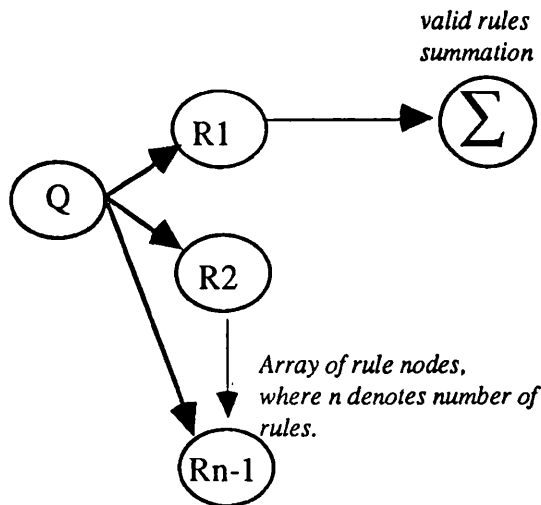 valid rules
summation
R1
Σ
Q
R2
Array of rule nodes,
where n denotes number of
rules.
Rn-1